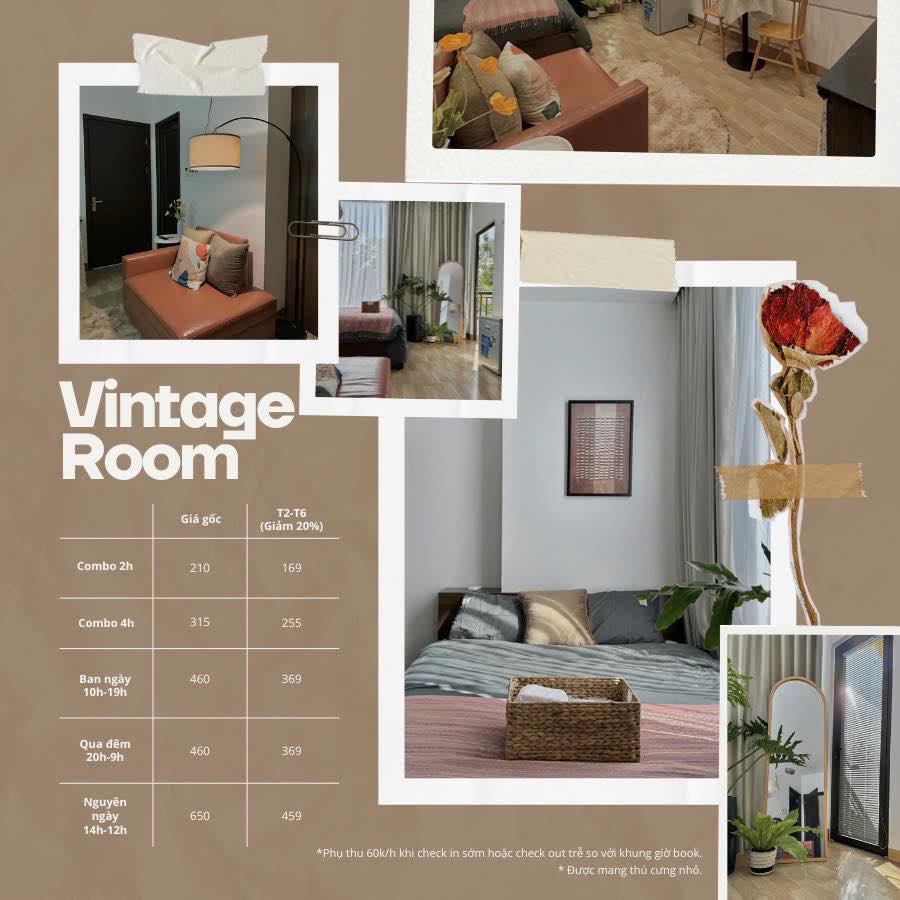 Vintage
Room
Giá gốc
T2-T6
(Giảm 20%)
Combo 2h
210
169
Combo 4h
315
255
Ban ngày
10h-19h
460
369
Qua đêm
20h-9h
460
369
Nguyên
ngày
14h-12h
650
459
*Phụ thu 60k/h khi check in sớm hoặc check out trễ so với khung giờ book.
* Được mang thú cưng nhỏ.